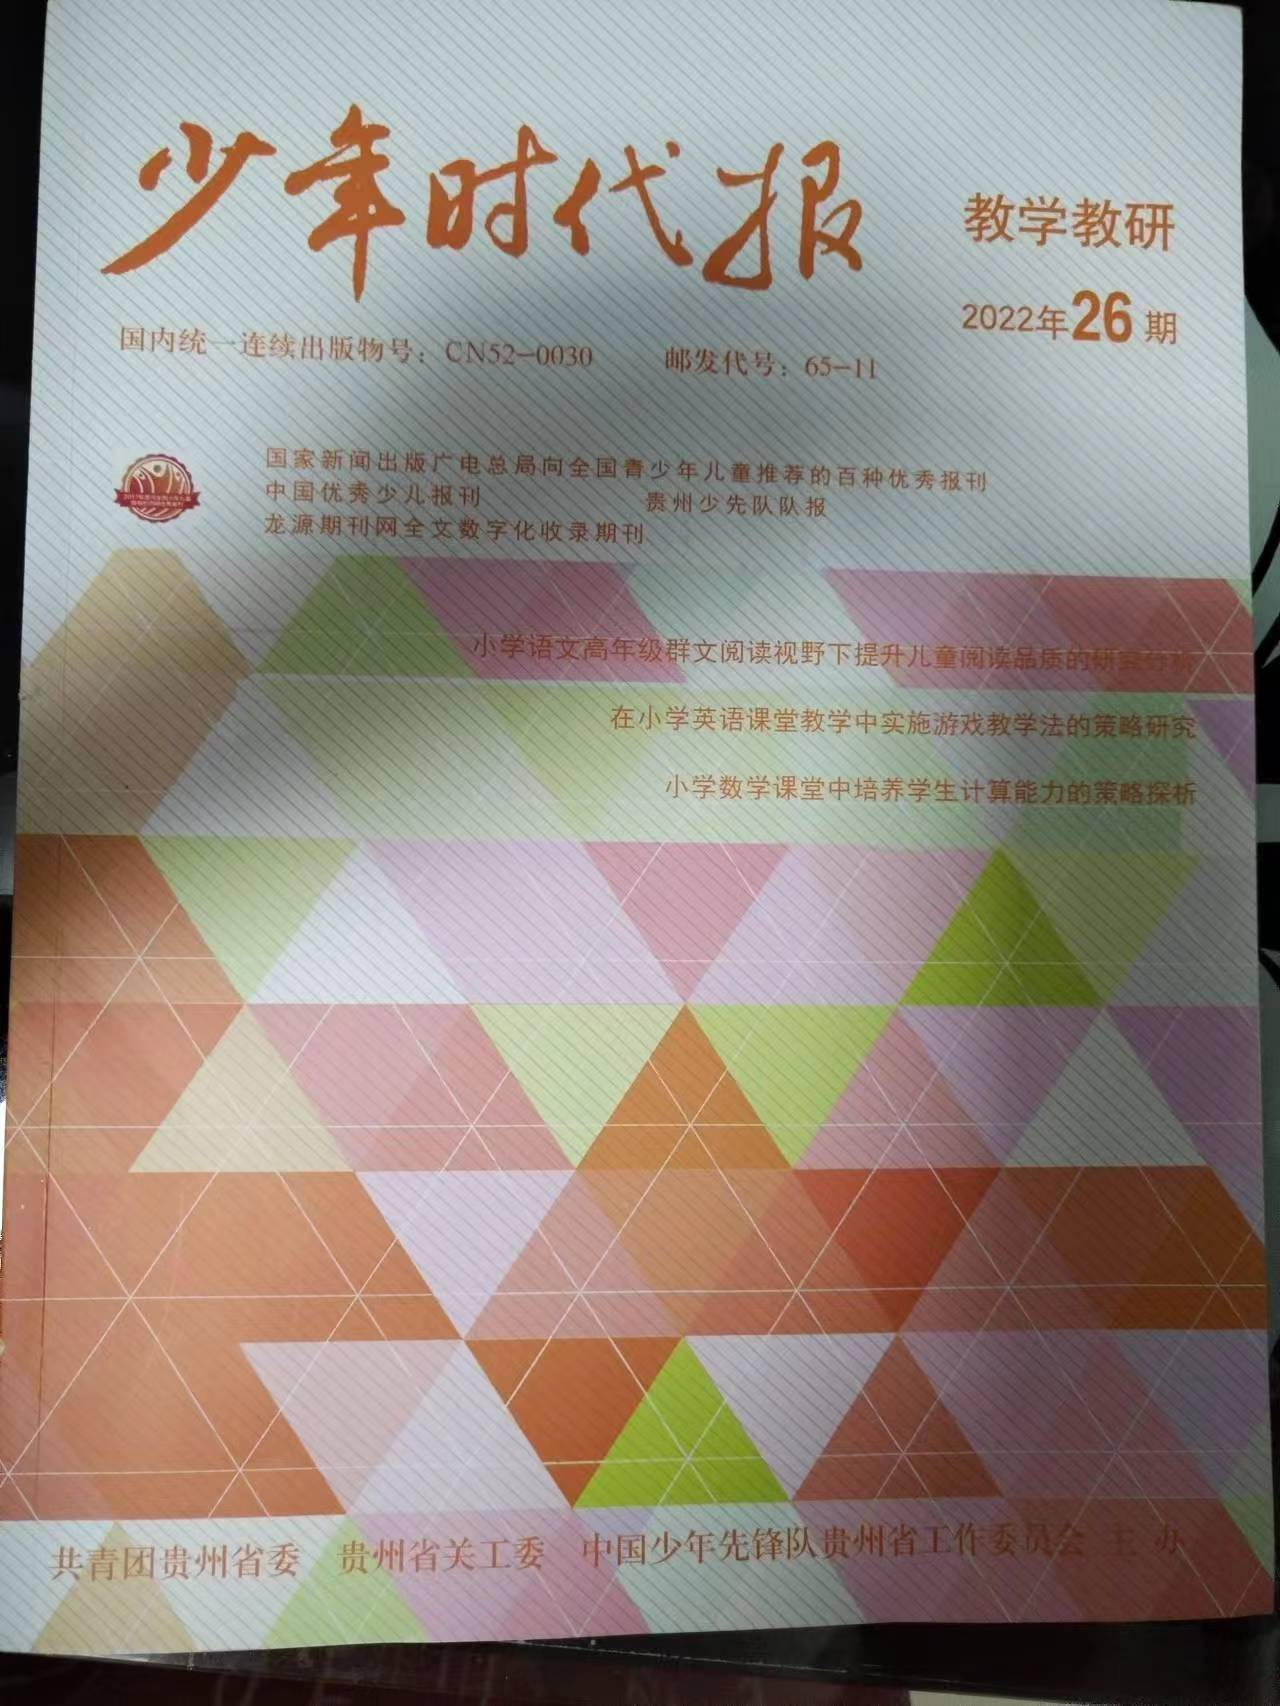 少年时代报
教学教研
2022年26期
国内统一连续出版物号：CN52-0030 邮发代号：65-11
国家新闻出版广电总局向全国青少年儿童推荐的百种优秀报刊
中国优秀少儿报刊 贵州少先队队报
龙源期刊网全文数字化收录期刊
小学语文高年级群文阅读视野下提升儿童阅读品质的研究分析
在小学英语课堂教学中实施游戏教学法的策略研究
小学数学课堂中培养学生计算能力的策略探析
共青团贵州省委 贵州省关工委 中国少年先锋队贵州省工作委员会 主 办